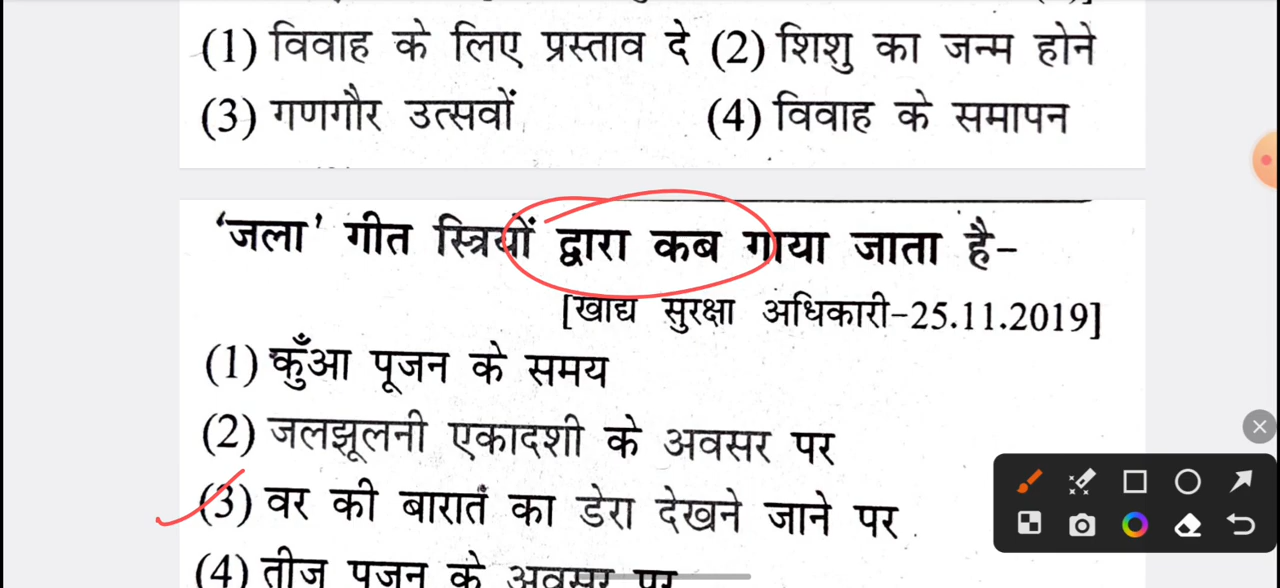 (1) विवाह के लिए प्रस्ताव दे (2) शिशु का जन्म होने
(3) गणगौर उत्सवों (4) विवाह के समापन
'जला' गीत स्त्रियों द्वारा कब गाया जाता है-
[खाद्य सुरक्षा अधिकारी-25.11.2019]
(1) कुँआ पूजन के समय
(2) जलझूलनी एकादशी के अवसर पर
(3) वर की बारात का डेरा देखने जाने पर
(4) तीज पूजन के अवसर पर